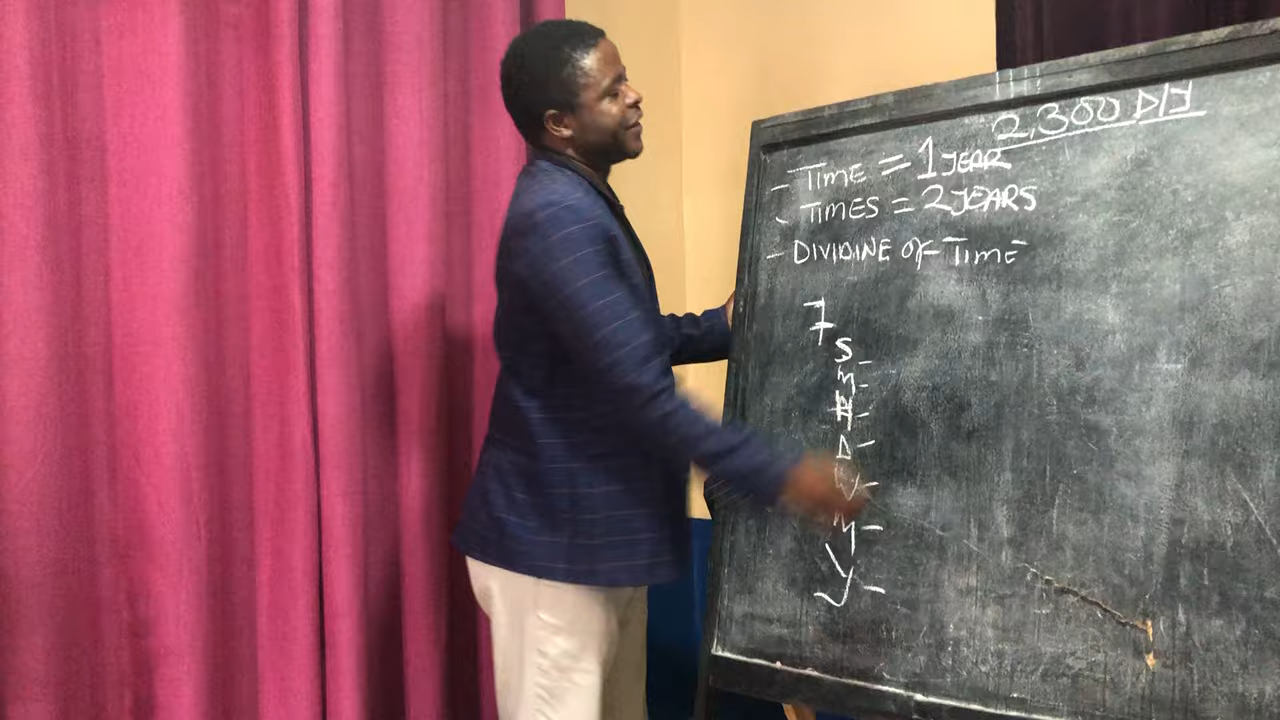 2,300 D/Y
- TIME = 1 YEAR
- TIMES = 2 YEARS
- DIVIDINE OF TIME
7
S -
M -
H -
D -
W -
M -
Y -